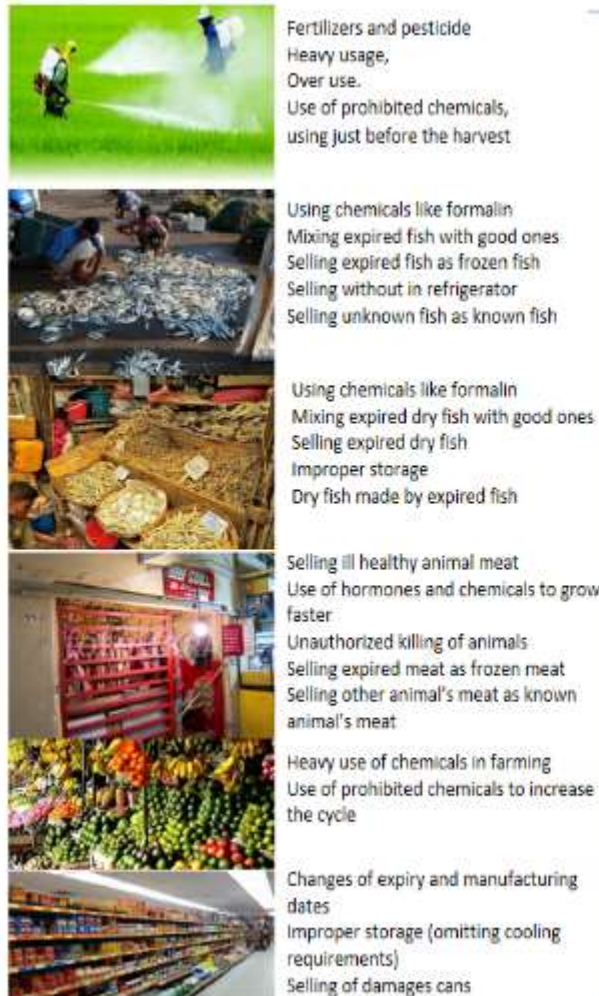 Fertilizers and pesticide
Heavy usage,
Over use.
Use of prohibited chemicals,
using just before the harvest
Using chemicals like formalin
Mixing expired fish with good ones
Selling expired fish as frozen fish
Selling without in refrigerator
Selling unknown fish as known fish
Using chemicals like formalin
Mixing expired dry fish with good ones
Selling expired dry fish
Improper storage
Dry fish made by expired fish
Selling ill healthy animal meat
Use of hormones and chemicals to grow
faster
Unauthorized killing of animals
Selling expired meat as frozen meat
Selling other animal's meat as known
animal's meat
Heavy use of chemicals in farming
Use of prohibited chemicals to increase
the cycle
Changes of expiry and manufacturing
dates
Improper storage (omitting cooling
requirements)
Selling of damages cans